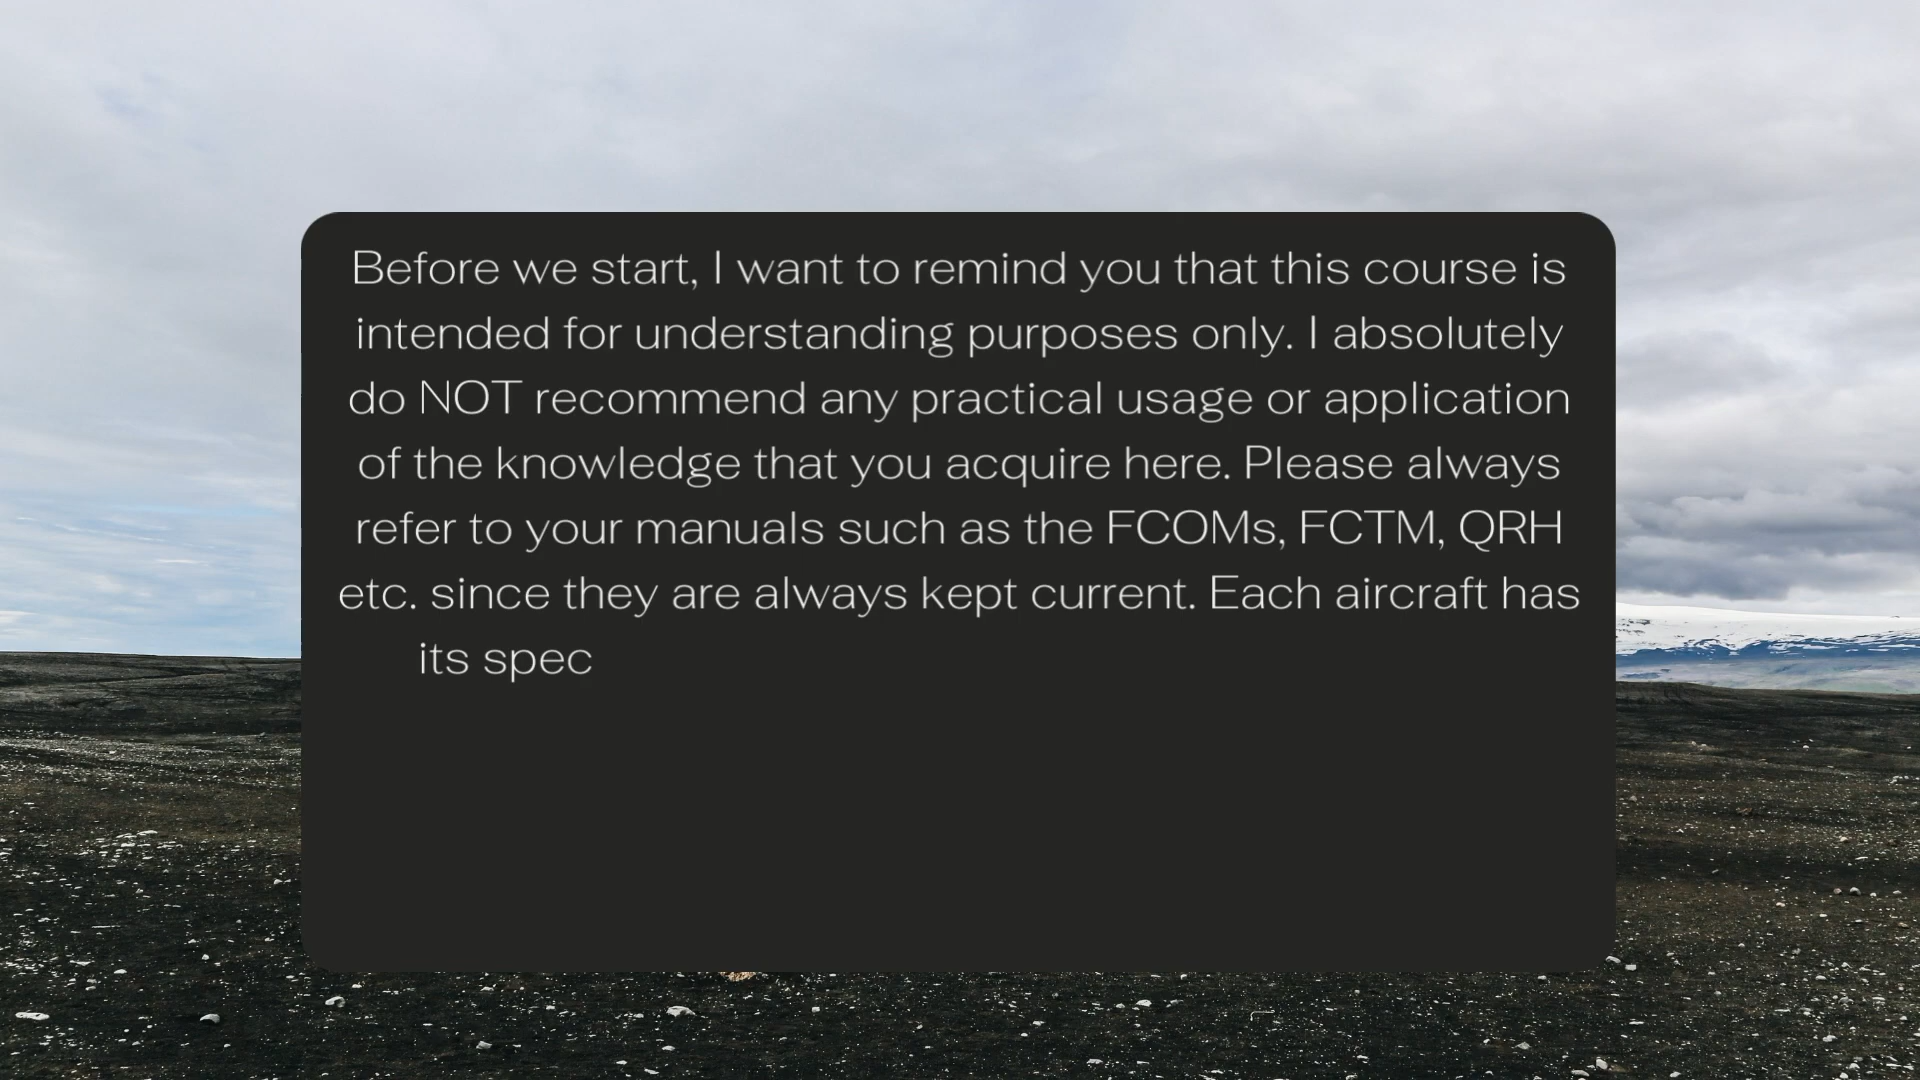 Before we start, I want to remind you that this course is
intended for understanding purposes only. I absolutely
do NOT recommend any practical usage or application
of the knowledge that you acquire here. Please always
refer to your manuals such as the FCOMs, FCTM, QRH
etc. since they are always kept current. Each aircraft has
its spec